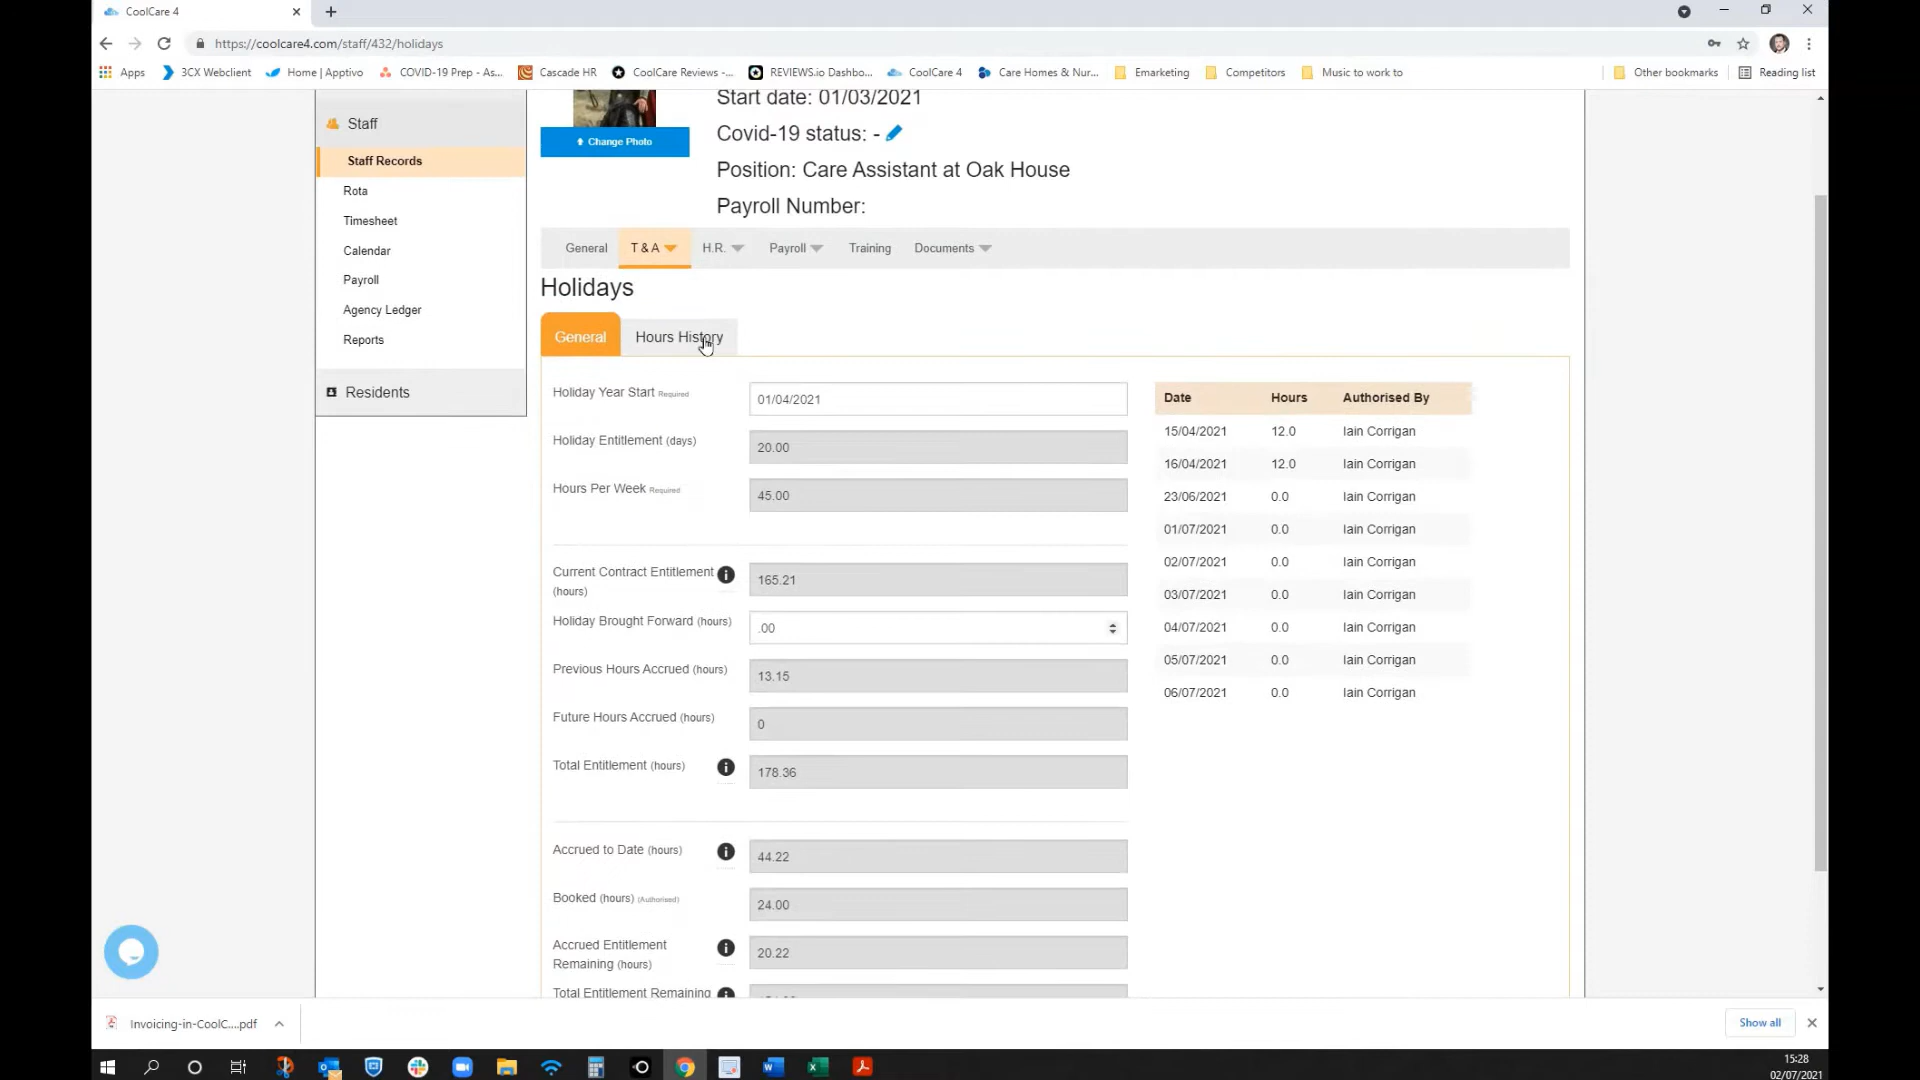 CoolCare 4
https://coolcare4.com/staff/432/holidays
Apps
3CX Webclient
Home | Apptivo
COVID-19 Prep - As...
Cascade HR
CoolCare Reviews -...
REVIEWS.io Dashbo...
CoolCare 4
Care Homes & Nur...
Emarketing
Competitors
Music to work to
Other bookmarks
Reading list
Staff
Staff Records
Rota
Timesheet
Calendar
Payroll
Agency Ledger
Reports
Residents
Change Photo
Start date: 01/03/2021
Covid-19 status: -
Position: Care Assistant at Oak House
Payroll Number:
General
T & A
H.R.
Payroll
Training
Documents
Holidays
General
Hours History
Holiday Year Start Required
01/04/2021
Holiday Entitlement (days)
20.00
Hours Per Week Required
45.00
Current Contract Entitlement
(hours)
165.21
Holiday Brought Forward (hours)
.00
Previous Hours Accrued (hours)
13.15
Future Hours Accrued (hours)
0
Total Entitlement (hours)
178.36
Accrued to Date (hours)
44.22
Booked (hours) (Authorised)
24.00
Accrued Entitlement
Remaining (hours)
20.22
Total Entitlement Remaining
Date Hours Authorised By
15/04/2021 12.0 Iain Corrigan
16/04/2021 12.0 Iain Corrigan
23/06/2021 0.0 Iain Corrigan
01/07/2021 0.0 Iain Corrigan
02/07/2021 0.0 Iain Corrigan
03/07/2021 0.0 Iain Corrigan
04/07/2021 0.0 Iain Corrigan
05/07/2021 0.0 Iain Corrigan
06/07/2021 0.0 Iain Corrigan
Invoicing-in-CoolC....pdf
Show all
15:28
02/07/2021